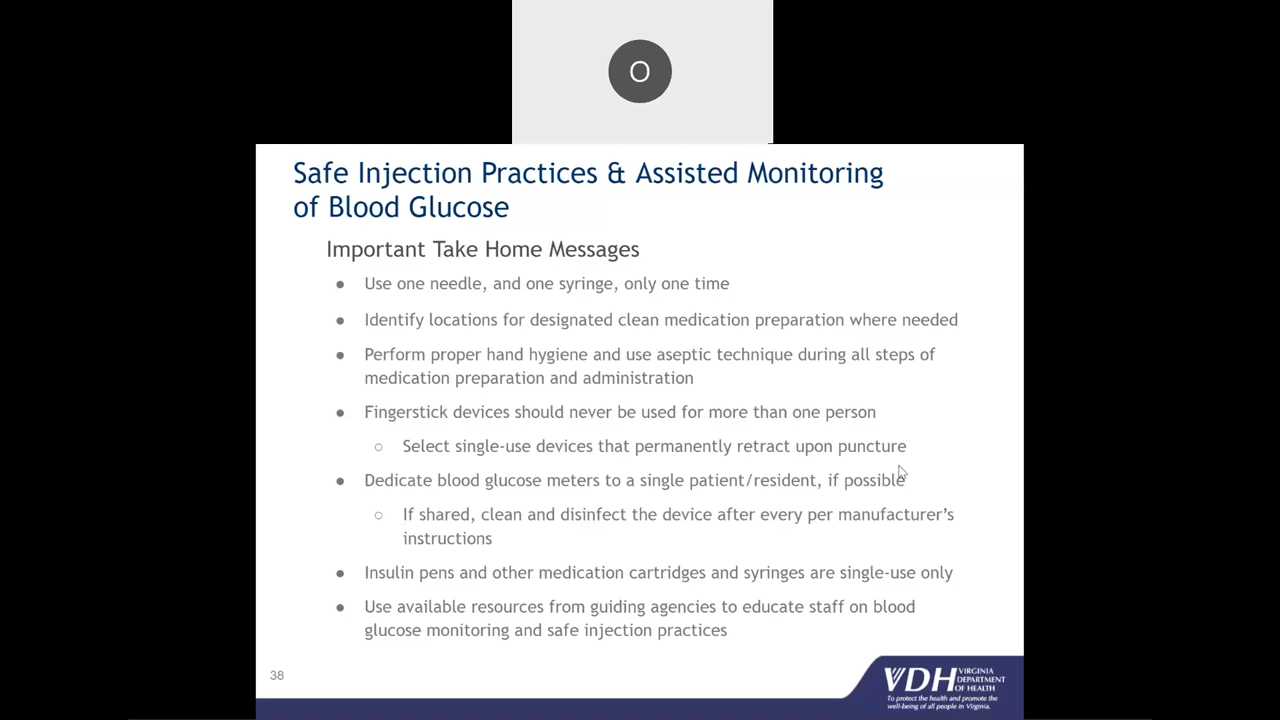 O
Safe Injection Practices & Assisted Monitoring
of Blood Glucose
Important Take Home Messages
● Use one needle, and one syringe, only one time
● Identify locations for designated clean medication preparation where needed
● Perform proper hand hygiene and use aseptic technique during all steps of
medication preparation and administration
● Fingerstick devices should never be used for more than one person
○ Select single-use devices that permanently retract upon puncture
● Dedicate blood glucose meters to a single patient/resident, if possible
○ If shared, clean and disinfect the device after every per manufacturer’s
instructions
● Insulin pens and other medication cartridges and syringes are single-use only
● Use available resources from guiding agencies to educate staff on blood
glucose monitoring and safe injection practices
38
VDH VIRGINIA
DEPARTMENT
OF HEALTH
To protect the health and promote the
well-being of all people in Virginia.